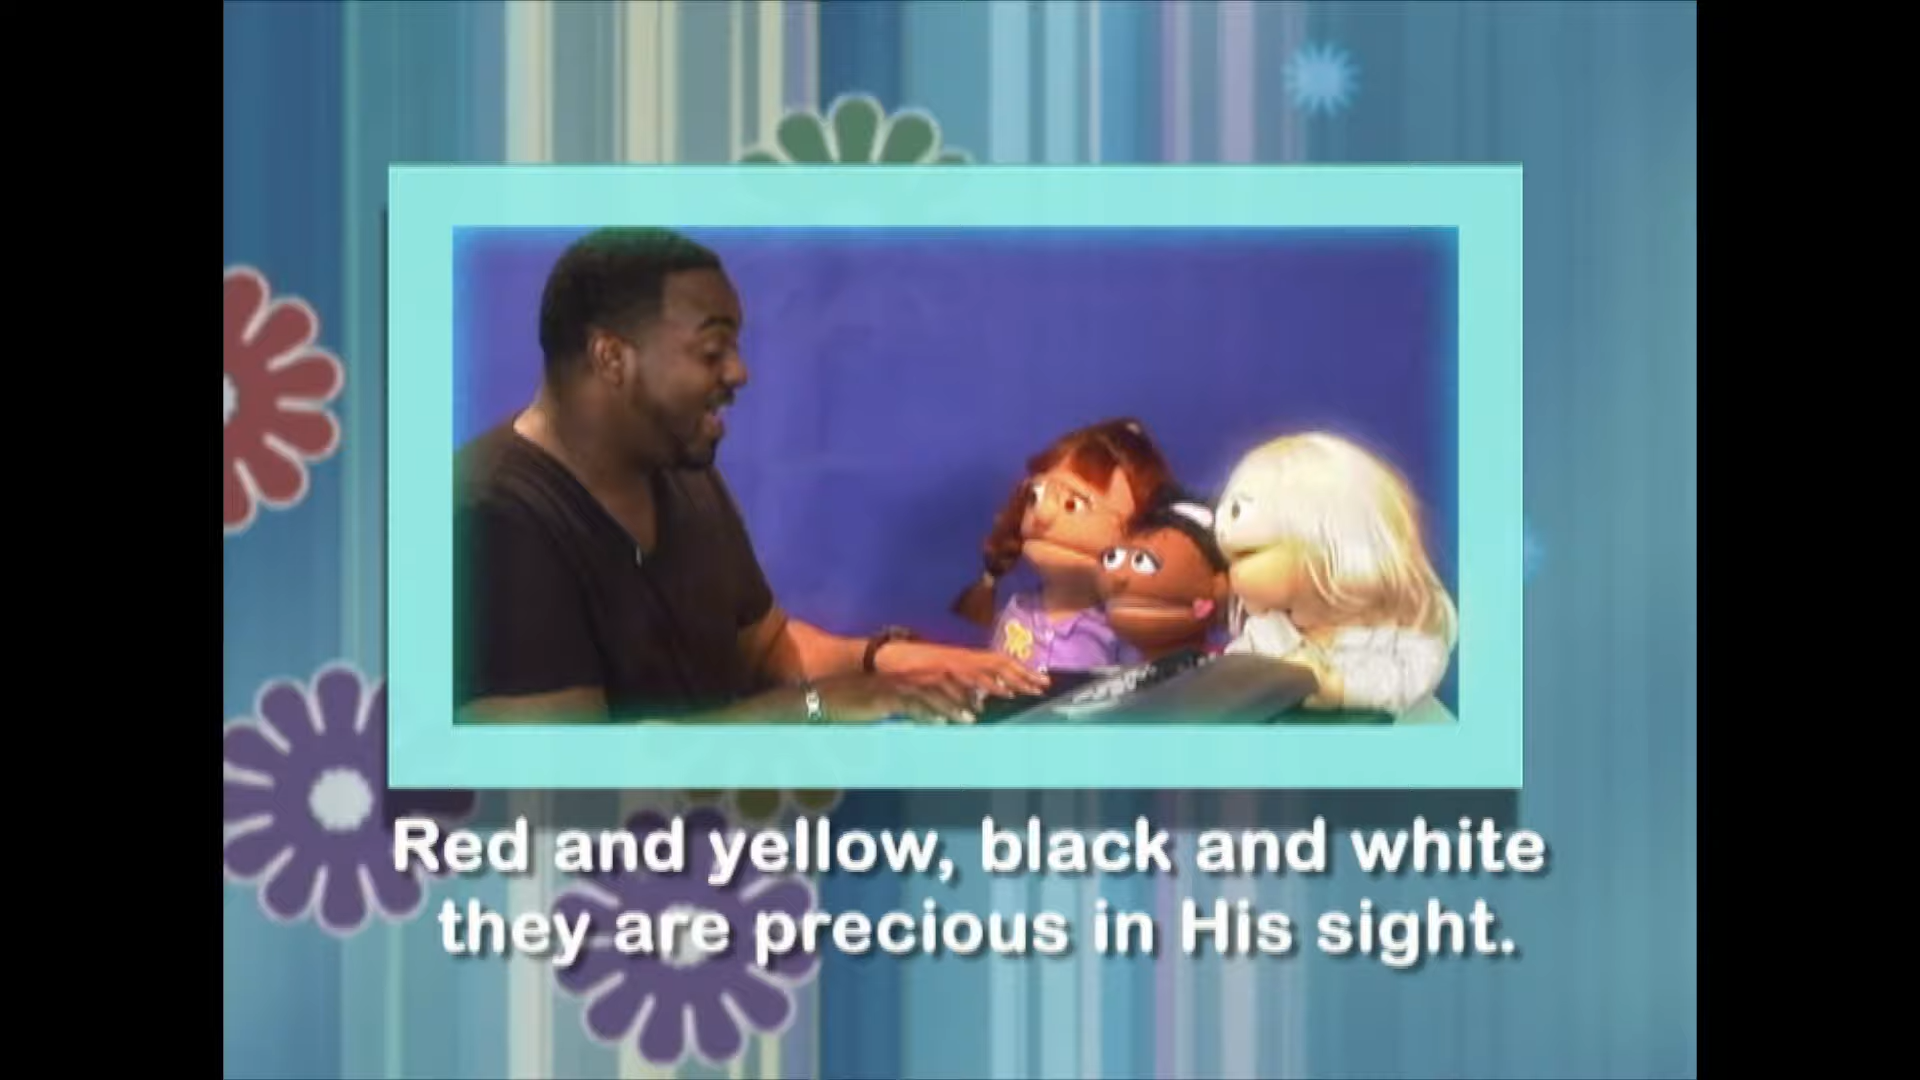 Red and yellow, black and white
they are precious in His sight.